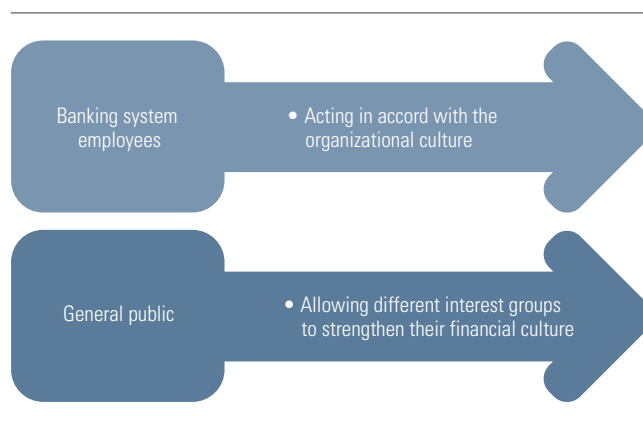 Banking system
employees
• Acting in accord with the
organizational culture
General public
• Allowing different interest groups
to strengthen their financial culture